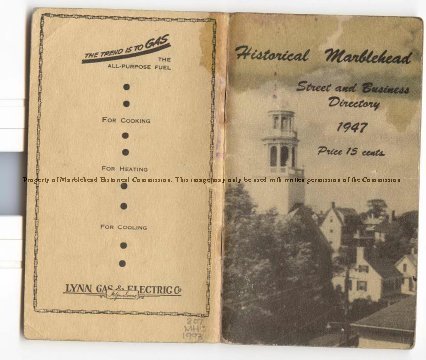 THE TREND IS TO GAS
THE
ALL-PURPOSE FUEL
FOR COOKING
FOR HEATING
FOR COOLING
LYNN GAS & ELECTRIC Co
Historical Marblehead
Street and Business
Directory
1947
Price 15 cents
Property of Marblehead Historical Commission. This image may only be used with written permission of the Commission.